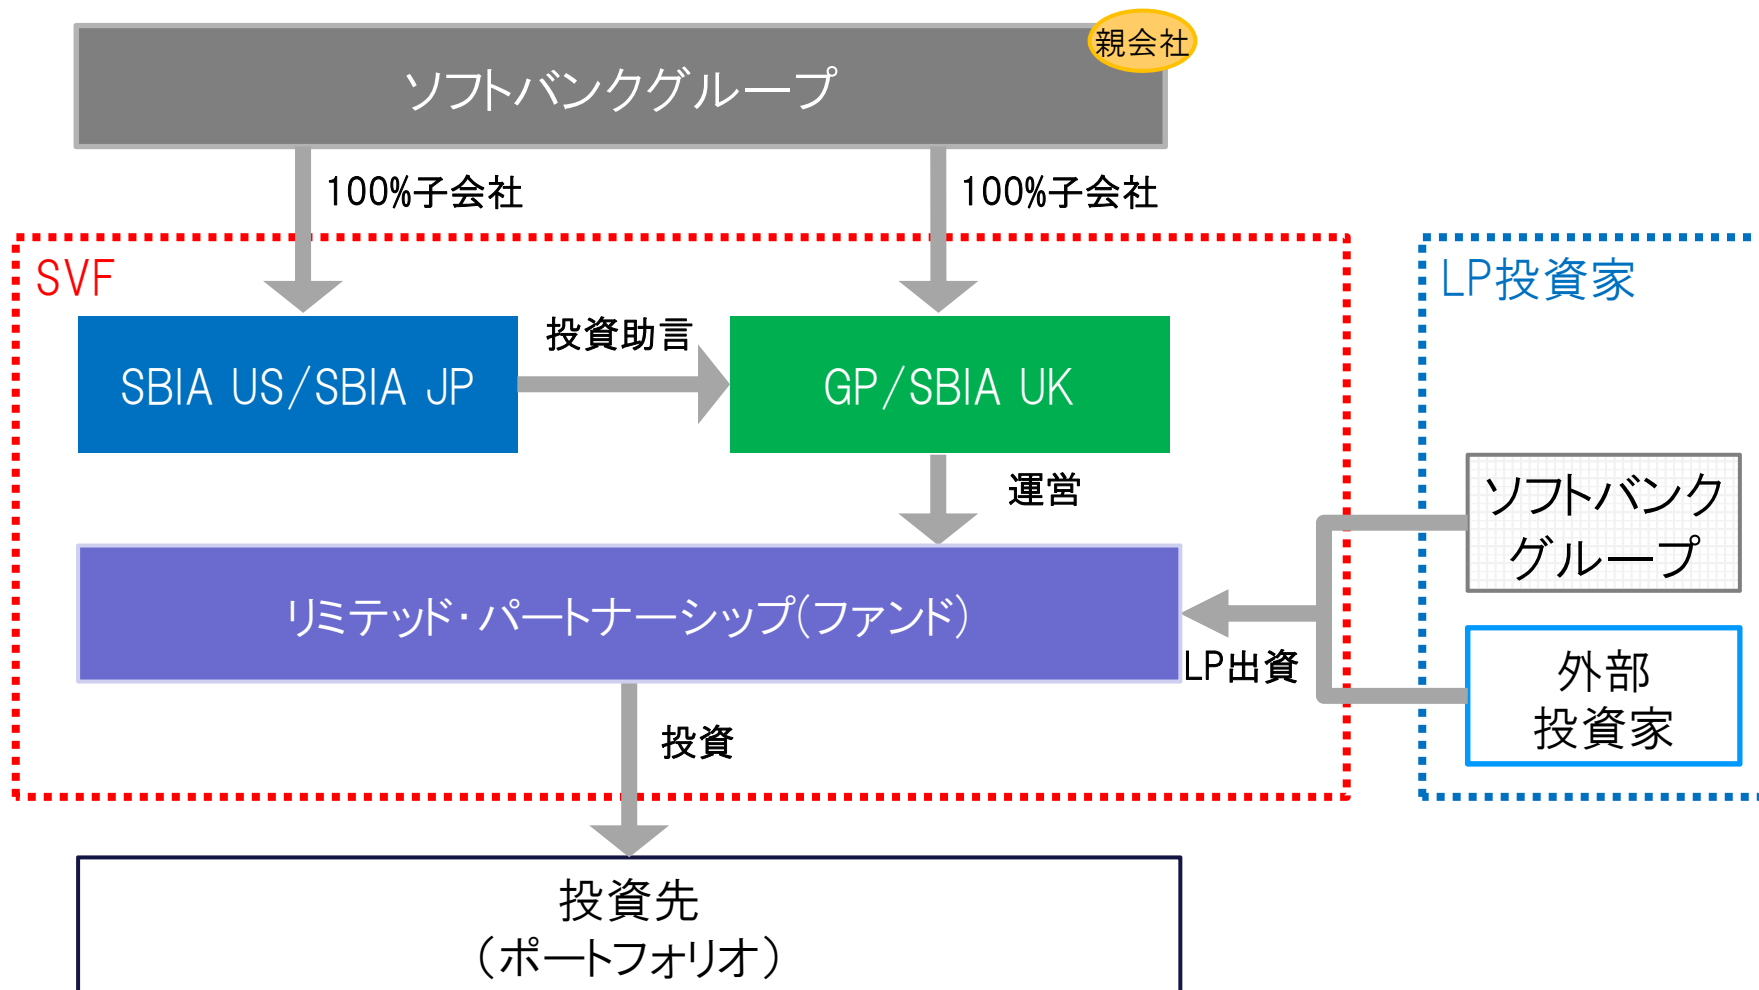 親会社
ソフトバンクグループ
100%子会社
100%子会社
SVF
LP投資家
SBIA US/SBIA JP
投資助言
GP/SBIA UK
運営
ソフトバンク
グループ
リミテッド・パートナーシップ(ファンド)
LP出資
外部
投資家
投資
投資先
(ポートフォリオ)